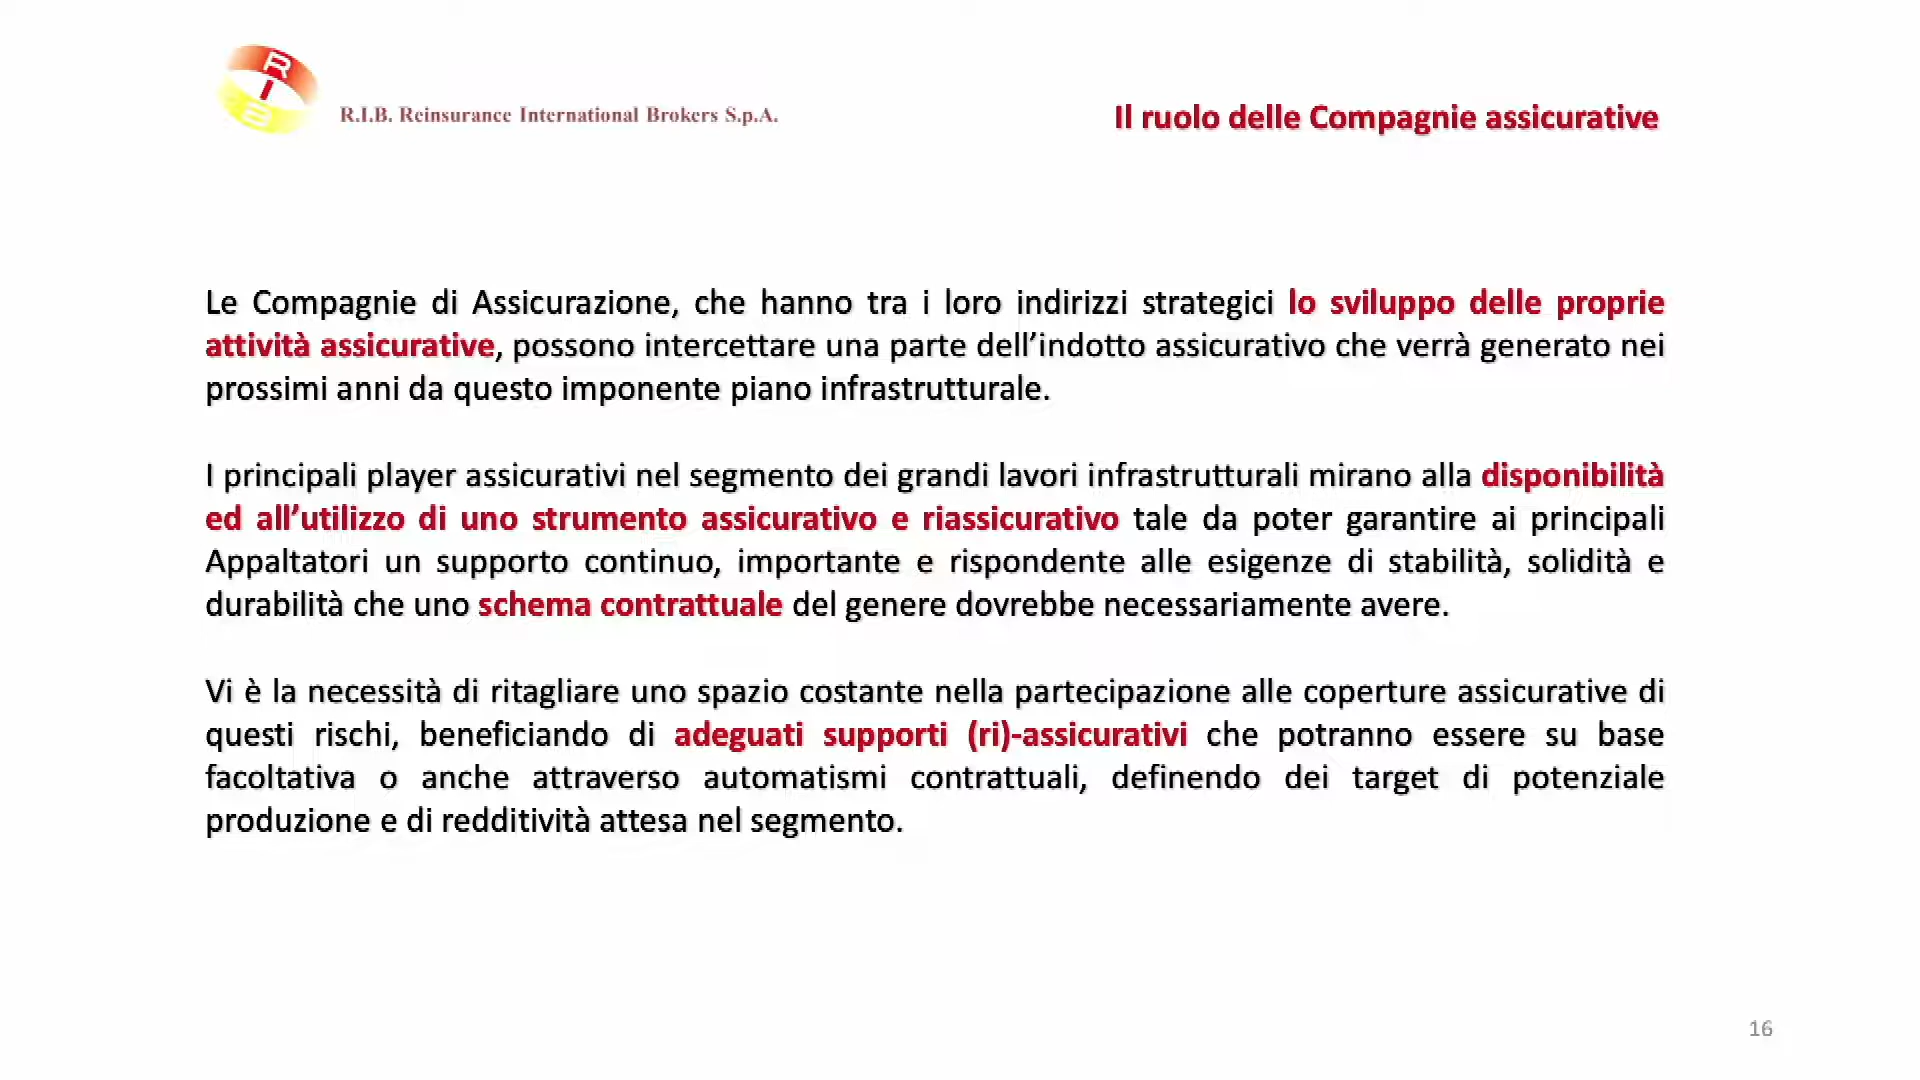 RIB
R.I.B. Reinsurance International Brokers S.p.A.
Il ruolo delle Compagnie assicurative
Le Compagnie di Assicurazione, che hanno tra i loro indirizzi strategici lo sviluppo delle proprie
attività assicurative, possono intercettare una parte dell’indotto assicurativo che verrà generato nei
prossimi anni da questo imponente piano infrastrutturale.
I principali player assicurativi nel segmento dei grandi lavori infrastrutturali mirano alla disponibilità
ed all’utilizzo di uno strumento assicurativo e riassicurativo tale da poter garantire ai principali
Appaltatori un supporto continuo, importante e rispondente alle esigenze di stabilità, solidità e
durabilità che uno schema contrattuale del genere dovrebbe necessariamente avere.
Vi è la necessità di ritagliare uno spazio costante nella partecipazione alle coperture assicurative di
questi rischi, beneficiando di adeguati supporti (ri)-assicurativi che potranno essere su base
facoltativa o anche attraverso automatismi contrattuali, definendo dei target di potenziale
produzione e di redditività attesa nel segmento.
16